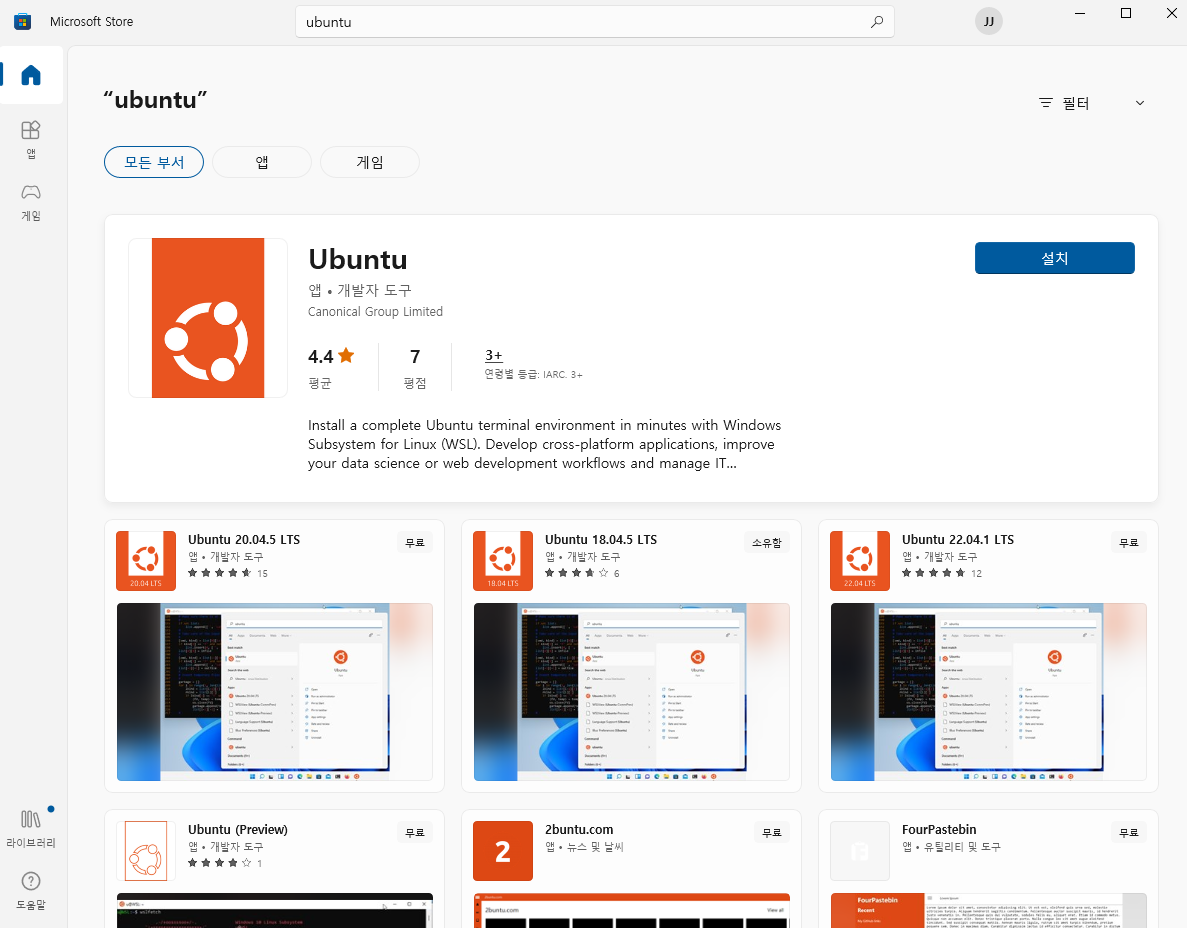 Microsoft Store
ubuntu
JJ
“ubuntu”
필터
앱
게임
모든 부서
앱
게임
Ubuntu
설치
앱 • 개발자 도구
Canonical Group Limited
4.4
7
3+
평균
평점
연령별 등급: IARC. 3+
Install a complete Ubuntu terminal environment in minutes with Windows
Subsystem for Linux (WSL). Develop cross-platform applications, improve
your data science or web development workflows and manage IT...
Ubuntu 20.04.5 LTS
무료
앱 • 개발자 도구
15
20.04 LTS
Ubuntu 18.04.5 LTS
소유함
앱 • 개발자 도구
6
18.04 LTS
Ubuntu 22.04.1 LTS
무료
앱 • 개발자 도구
12
22.04 LTS
라이브러리
도움말
Ubuntu (Preview)
무료
앱 • 개발자 도구
1
2
2buntu.com
무료
앱 • 뉴스 및 날씨
FourPastebin
무료
앱 • 유틸리티 및 도구
2buntu.com
View all
FourPastebin
Recent